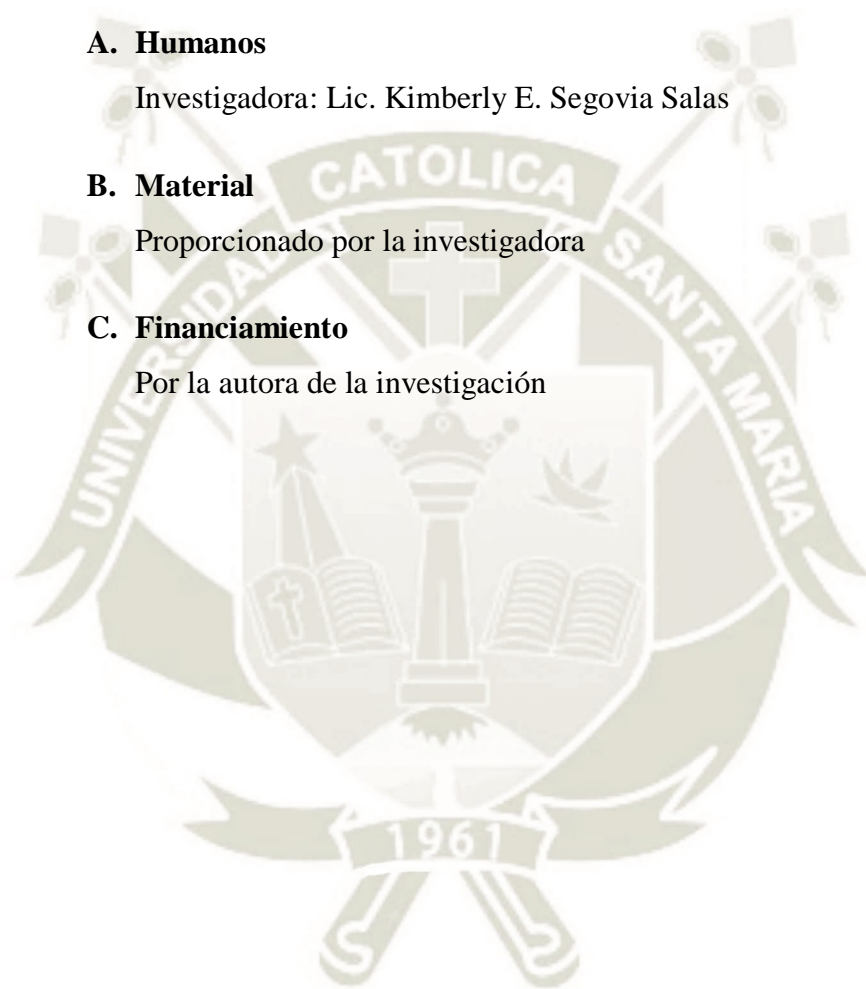 A. Humanos
Investigadora: Lic. Kimberly E. Segovia Salas
B. Material
Proporcionado por la investigadora
C. Financiamiento
Por la autora de la investigación
UNIVERSIDAD CATOLICA SANTA MARIA
1961